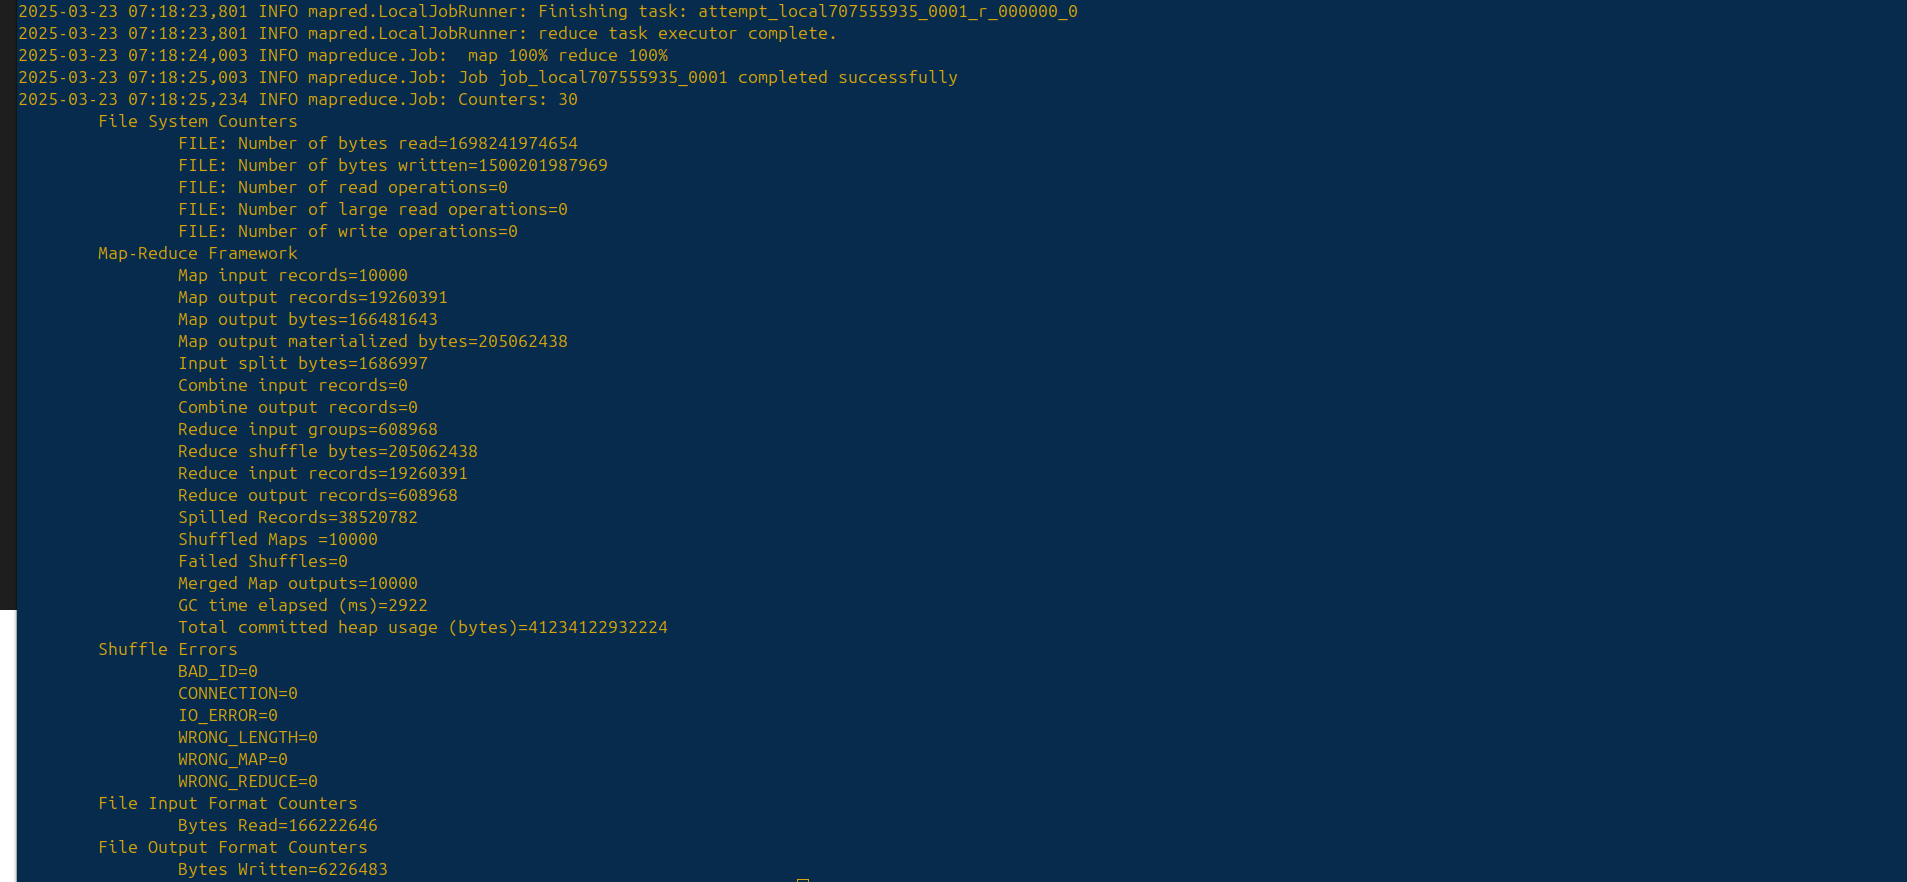 2025-03-23 07:18:23,801 INFO mapred.LocalJobRunner: Finishing task: attempt_local707555935_0001_r_000000_0
2025-03-23 07:18:23,801 INFO mapred.LocalJobRunner: reduce task executor complete.
2025-03-23 07:18:24,003 INFO mapreduce.Job:  map 100% reduce 100%
2025-03-23 07:18:25,003 INFO mapreduce.Job: Job job_local707555935_0001 completed successfully
2025-03-23 07:18:25,234 INFO mapreduce.Job: Counters: 30
File System Counters
FILE: Number of bytes read=1698241974654
FILE: Number of bytes written=1500201987969
FILE: Number of read operations=0
FILE: Number of large read operations=0
FILE: Number of write operations=0
Map-Reduce Framework
Map input records=10000
Map output records=19260391
Map output bytes=166481643
Map output materialized bytes=205062438
Input split bytes=1686997
Combine input records=0
Combine output records=0
Reduce input groups=608968
Reduce shuffle bytes=205062438
Reduce input records=19260391
Reduce output records=608968
Spilled Records=38520782
Shuffled Maps =10000
Failed Shuffles=0
Merged Map outputs=10000
GC time elapsed (ms)=2922
Total committed heap usage (bytes)=41234122932224
Shuffle Errors
BAD_ID=0
CONNECTION=0
IO_ERROR=0
WRONG_LENGTH=0
WRONG_MAP=0
WRONG_REDUCE=0
File Input Format Counters
Bytes Read=166222646
File Output Format Counters
Bytes Written=6226483